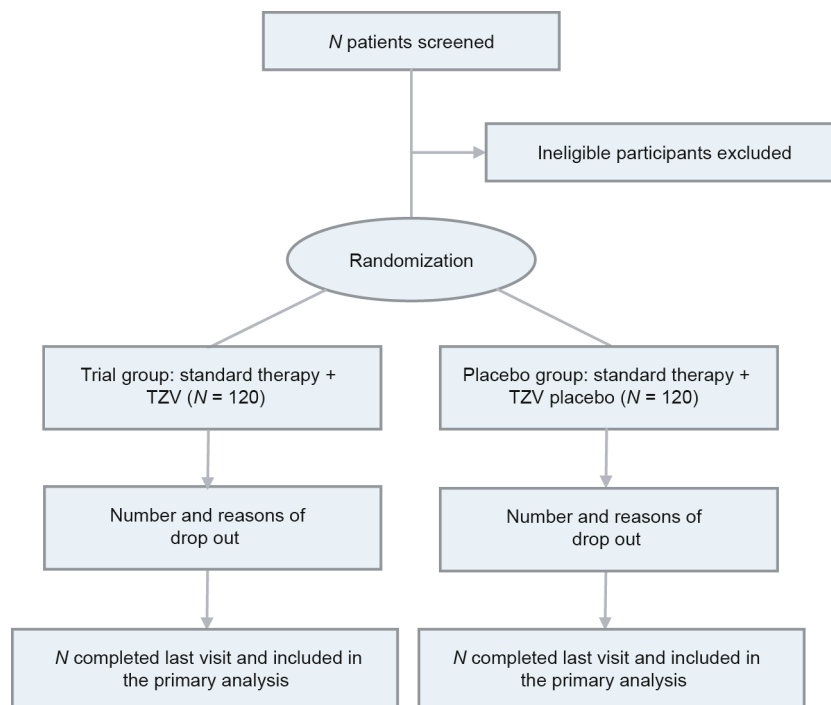 N patients screened
Ineligible participants excluded
Randomization
Trial group: standard therapy +
TZV (N = 120)
Placebo group: standard therapy +
TZV placebo (N = 120)
Number and reasons of
drop out
Number and reasons of
drop out
N completed last visit and included in
the primary analysis
N completed last visit and included in
the primary analysis